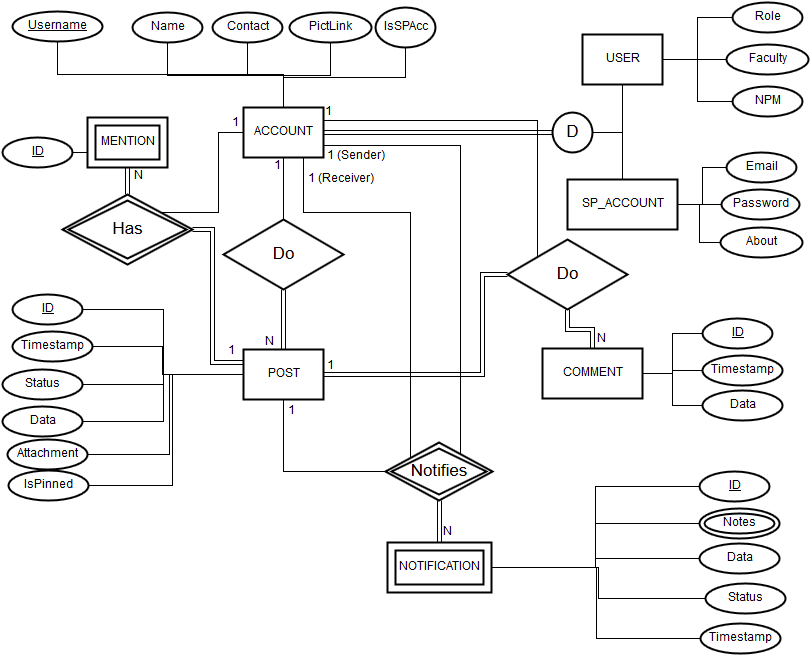 Username
Name
Contact
PictLink
IsSPAcc
Role
USER
Faculty
NPM
1
1
ACCOUNT
D
MENTION
ID
1 (Sender)
1
1 (Receiver)
N
Email
SP_ACCOUNT
Password
About
Has
Do
Do
ID
Timestamp
Status
Data
Attachment
IsPinned
N
1
1
POST
1
N
COMMENT
ID
Timestamp
Data
Notifies
N
NOTIFICATION
ID
Notes
Data
Status
Timestamp